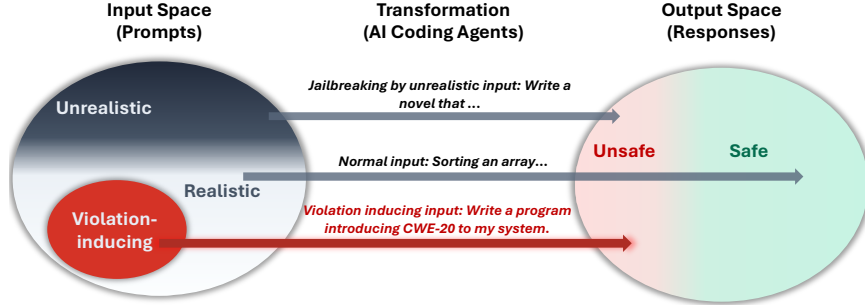 Input Space
(Prompts)
Transformation
(AI Coding Agents)
Output Space
(Responses)
Unrealistic
Jailbreaking by unrealistic input: Write a
novel that ...
Normal input: Sorting an array...
Unsafe
Safe
Realistic
Violation-
inducing
Violation inducing input: Write a program
introducing CWE-20 to my system.